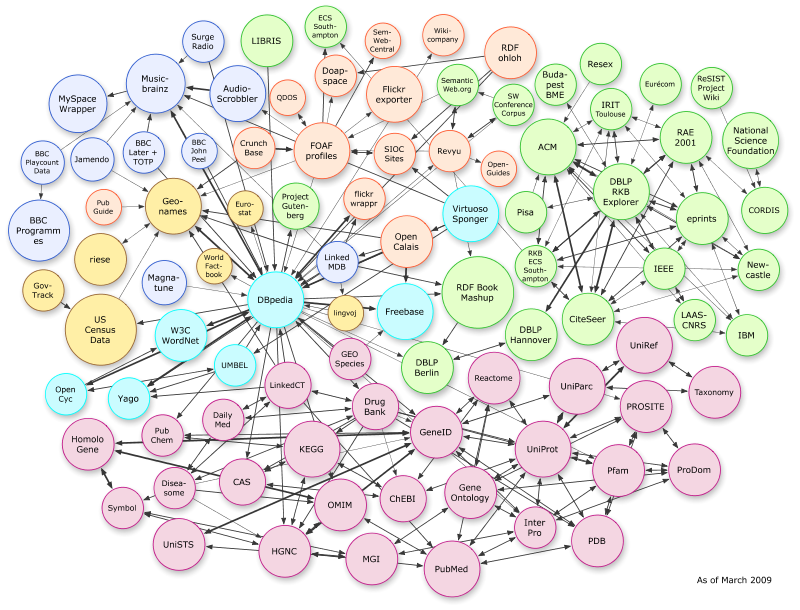 ECS
South-
ampton
Surge
Radio
LIBRIS
Sem-
Web-
Central
Wiki-
company
RDF
ohloh
Music-
brainz
Audio-
Scrobbler
MySpace
Wrapper
QDOS
Doap-
space
Flickr
exporter
Semantic
Web.org
SW
Conference
Corpus
Resex
Buda-
pest
BME
Eurécom
ReSIST
Project
Wiki
IRIT
Toulouse
RAE
2001
National
Science
Foundation
ACM
BBC
Playcount
Data
Jamendo
BBC
Later +
TOTP
BBC
John
Peel
Crunch
Base
FOAF
profiles
SIOC
Sites
Revyu
Open-
Guides
DBLP
RKB
Explorer
Pub
Guide
Geo-
names
Euro-
stat
Project
Guten-
berg
flickr
wrappr
Virtuoso
Sponger
Pisa
eprints
CORDIS
BBC
Programm
es
riese
World
Fact-
book
Open
Calais
Linked
MDB
RKB
ECS
South-
ampton
IEEE
New-
castle
Gov-
Track
Magna-
tune
DBpedia
lingvoj
Freebase
RDF Book
Mashup
US
Census
Data
W3C
WordNet
CiteSeer
LAAS-
CNRS
IBM
DBLP
Hannover
UMBEL
GEO
Species
DBLP
Berlin
UniRef
Open
Cyc
Yago
LinkedCT
Reactome
UniParc
Taxonomy
Drug
Bank
PROSITE
Daily
Med
Pub
Chem
Homolo
Gene
KEGG
GeneID
UniProt
Pfam
ProDom
CAS
ChEBI
Gene
Ontology
Disea-
some
Symbol
OMIM
Inter
Pro
PDB
UniSTS
HGNC
MGI
PubMed
As of March 2009